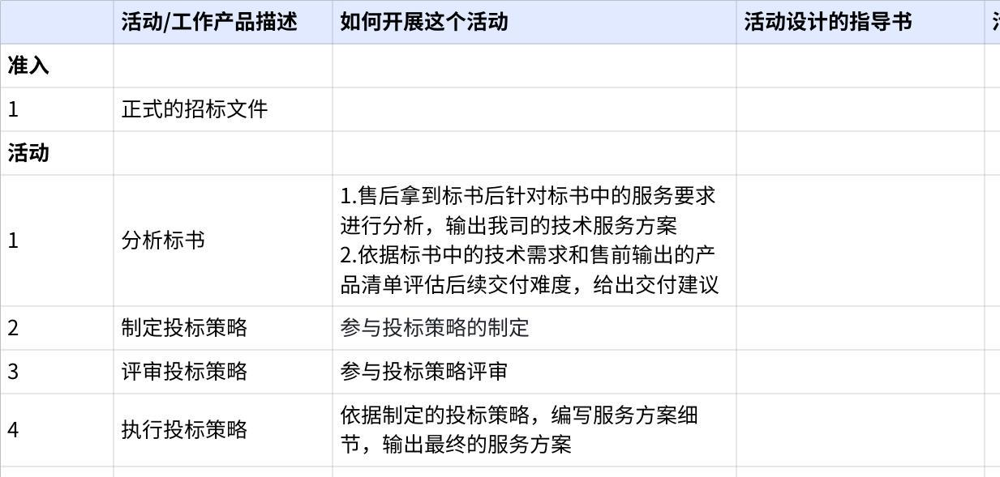 活动/工作产品描述
如何开展这个活动
活动设计的指导书
准入
1
正式的招标文件
活动
1
分析标书
1.售后拿到标书后针对标书中的服务要求
进行分析，输出我司的技术服务方案
2.依据标书中的技术需求和售前输出的产
品清单评估后续交付难度，给出交付建议
2
制定投标策略
参与投标策略的制定
3
评审投标策略
参与投标策略评审
4
执行投标策略
依据制定的投标策略，编写服务方案细
节，输出最终的服务方案